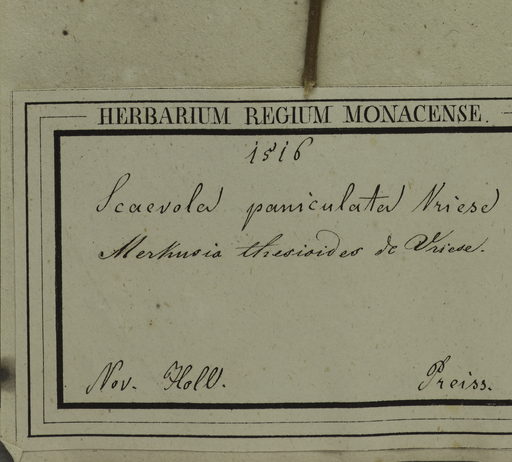 HERBARIUM REGIUM MONACENSE.
1516
Scaevola paniculata Vriese
Merkusia thesioides de Vriese.
Nov. Holl. Preiss.